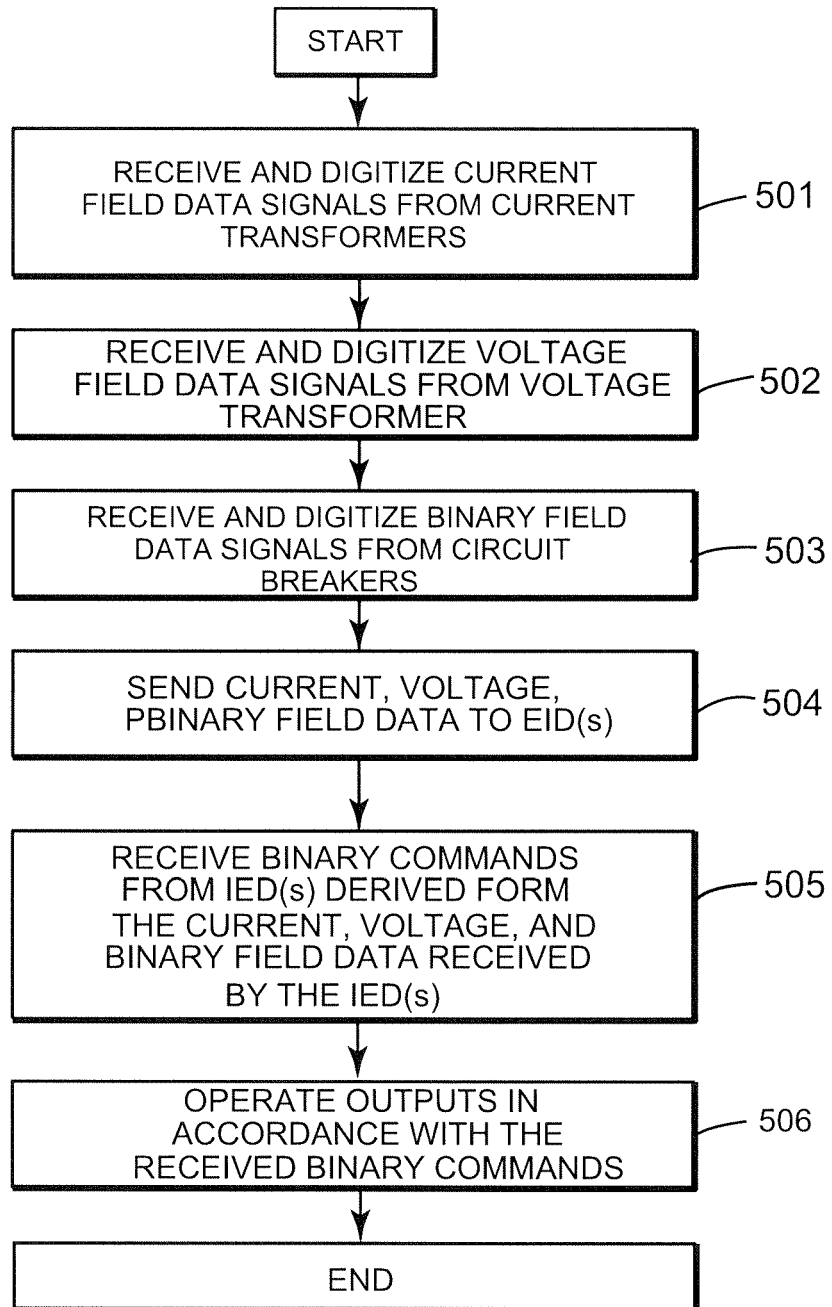 START
RECEIVE AND DIGITIZE CURRENT
FIELD DATA SIGNALS FROM CURRENT
TRANSFORMERS
501
RECEIVE AND DIGITIZE VOLTAGE
FIELD DATA SIGNALS FROM VOLTAGE
TRANSFORMER
502
RECEIVE AND DIGITIZE BINARY FIELD
DATA SIGNALS FROM CIRCUIT
BREAKERS
503
SEND CURRENT, VOLTAGE,
PBINARY FIELD DATA TO EID(s)
504
RECEIVE BINARY COMMANDS
FROM IED(s) DERIVED FORM
THE CURRENT, VOLTAGE, AND
BINARY FIELD DATA RECEIVED
BY THE IED(s)
505
OPERATE OUTPUTS IN
ACCORDANCE WITH THE
RECEIVED BINARY COMMANDS
506
END